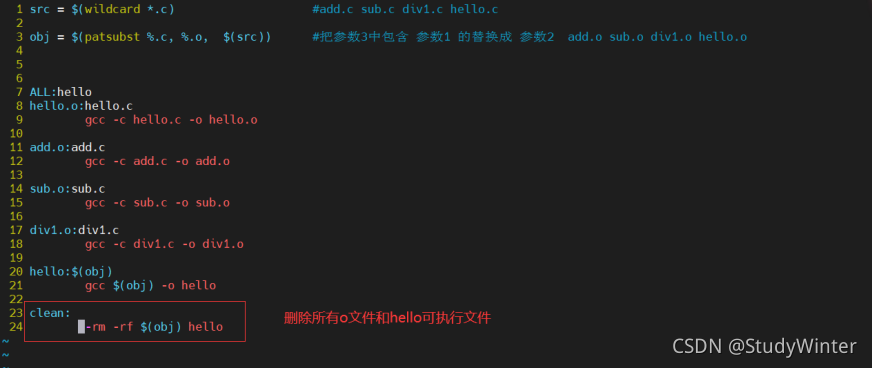 1 src = $(wildcard *.c) #add.c sub.c div1.c hello.c
2
3 obj = $(patsubst %.c, %.o, $(src)) #把参数3中包含 参数1 的替换成 参数2 add.o sub.o div1.o hello.o
4
5
6
7 ALL:hello
8 hello.o:hello.c
9 gcc -c hello.c -o hello.o
10
11 add.o:add.c
12 gcc -c add.c -o add.o
13
14 sub.o:sub.c
15 gcc -c sub.c -o sub.o
16
17 div1.o:div1.c
18 gcc -c div1.c -o div1.o
19
20 hello:$(obj)
21 gcc $(obj) -o hello
22
23 clean:
24 -rm -rf $(obj) hello
删除所有o文件和hello可执行文件
~
~
~
CSDN @StudyWinter